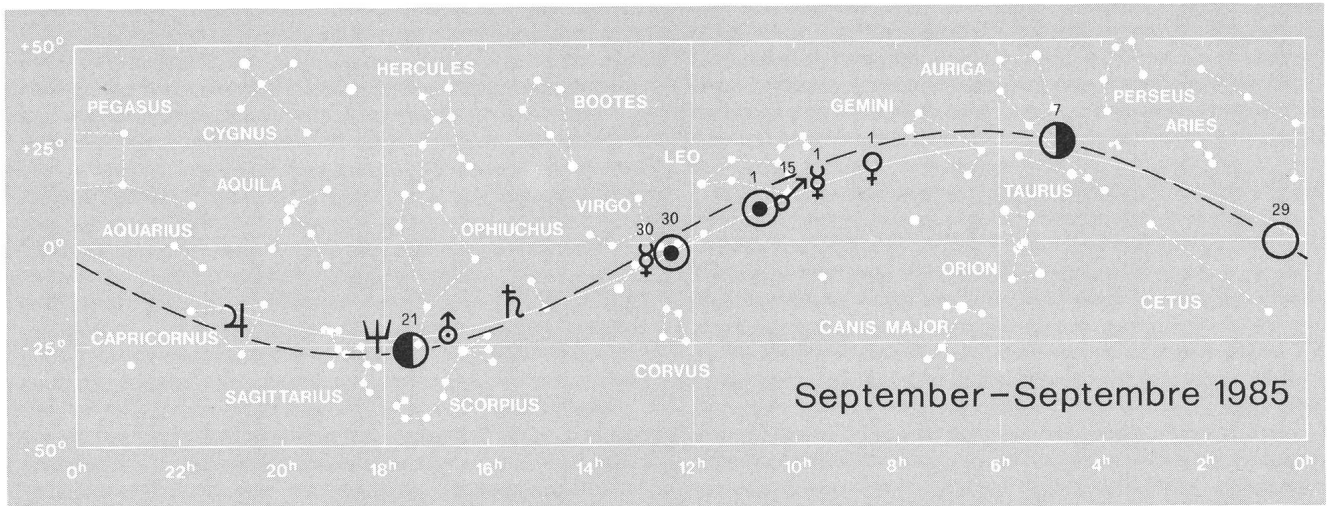 +50°
HERCULES
AURIGA
PEGASUS
BOOTES
GEMINI
7
PERSEUS
CYGNUS
1
ARIES
+25°
LEO
15
1
AQUILA
1
TAURUS
VIRGO
29
AQUARIUS
OPHIUCHUS
30
30
0°
ORION
21
CETUS
CAPRICORNUS
CANIS MAJOR
-25°
CORVUS
SAGITTARIUS
SCORPIUS
September–Septembre 1985
-50°
0h 22h 20h 18h 16h 14h 12h 10h 8h 6h 4h 2h 0h